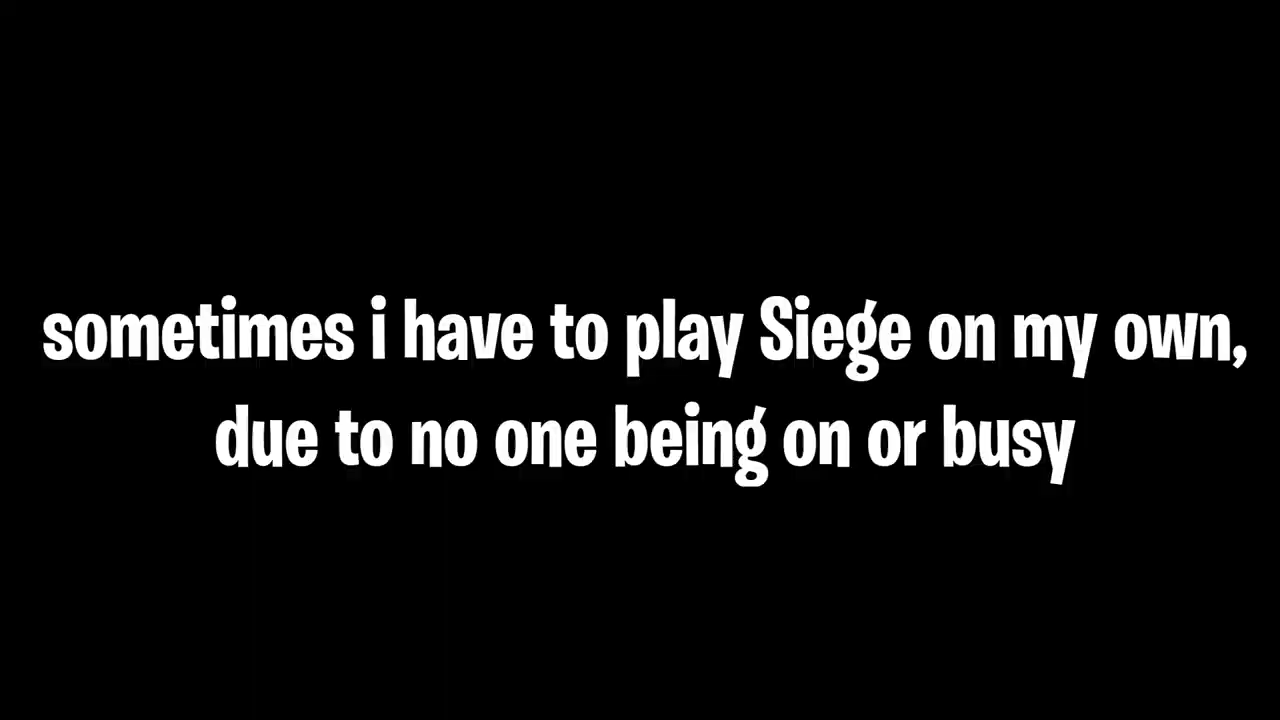 sometimes i have to play Siege on my own,
due to no one being on or busy